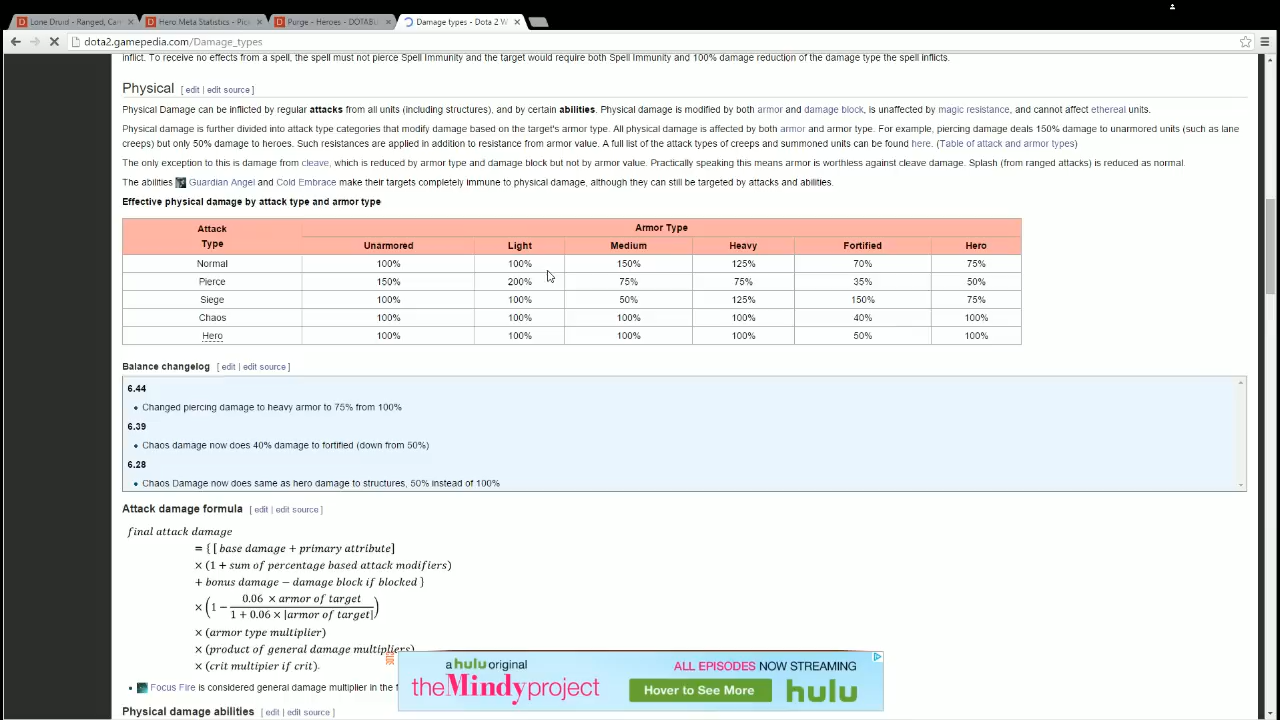 Lone Druid - Ranged, Car
Hero Meta Statistics - Pick
Purge - Heroes - DOTABu
Damage types - Dota 2 W
dota2.gamepedia.com/Damage_types
inflict. To receive no effects from a spell, the spell must not pierce Spell Immunity and the target would require both Spell Immunity and 100% damage reduction of the damage type the spell inflicts.
Physical [ edit | edit source ]
Physical Damage can be inflicted by regular attacks from all units (including structures), and by certain abilities. Physical damage is modified by both armor and damage block, is unaffected by magic resistance, and cannot affect ethereal units.
Physical damage is further divided into attack type categories that modify damage based on the target's armor type. All physical damage is affected by both armor and armor type. For example, piercing damage deals 150% damage to unarmored units (such as lane
creeps) but only 50% damage to heroes. Such resistances are applied in addition to resistance from armor value. A full list of the attack types of creeps and summoned units can be found here. (Table of attack and armor types)
The only exception to this is damage from cleave, which is reduced by armor type and damage block but not by armor value. Practically speaking this means armor is worthless against cleave damage. Splash (from ranged attacks) is reduced as normal.
The abilities Guardian Angel and Cold Embrace make their targets completely immune to physical damage, although they can still be targeted by attacks and abilities.
Effective physical damage by attack type and armor type
Attack Type Armor Type
Unarmored Light Medium Heavy Fortified Hero
Normal 100% 100% 150% 125% 70% 75%
Pierce 150% 200% 75% 75% 35% 50%
Siege 100% 100% 50% 125% 150% 75%
Chaos 100% 100% 100% 100% 40% 100%
Hero 100% 100% 100% 100% 50% 100%
Balance changelog [ edit | edit source ]
6.44
• Changed piercing damage to heavy armor to 75% from 100%
6.39
• Chaos damage now does 40% damage to fortified (down from 50%)
6.28
• Chaos Damage now does same as hero damage to structures, 50% instead of 100%
Attack damage formula [ edit | edit source ]
final attack damage
= { [ base damage + primary attribute]
× (1 + sum of percentage based attack modifiers)
+ bonus damage − damage block if blocked }
× (1 − 0.06 × armor of target / 1 + 0.06 × |armor of target|)
× (armor type multiplier)
× (product of general damage multipliers)
× (crit multipier if crit).
• Focus Fire is considered general damage multiplier in the f
a hulu original
the Mindy project
ALL EPISODES NOW STREAMING
Hover to See More
hulu
Physical damage abilities [ edit | edit source ]